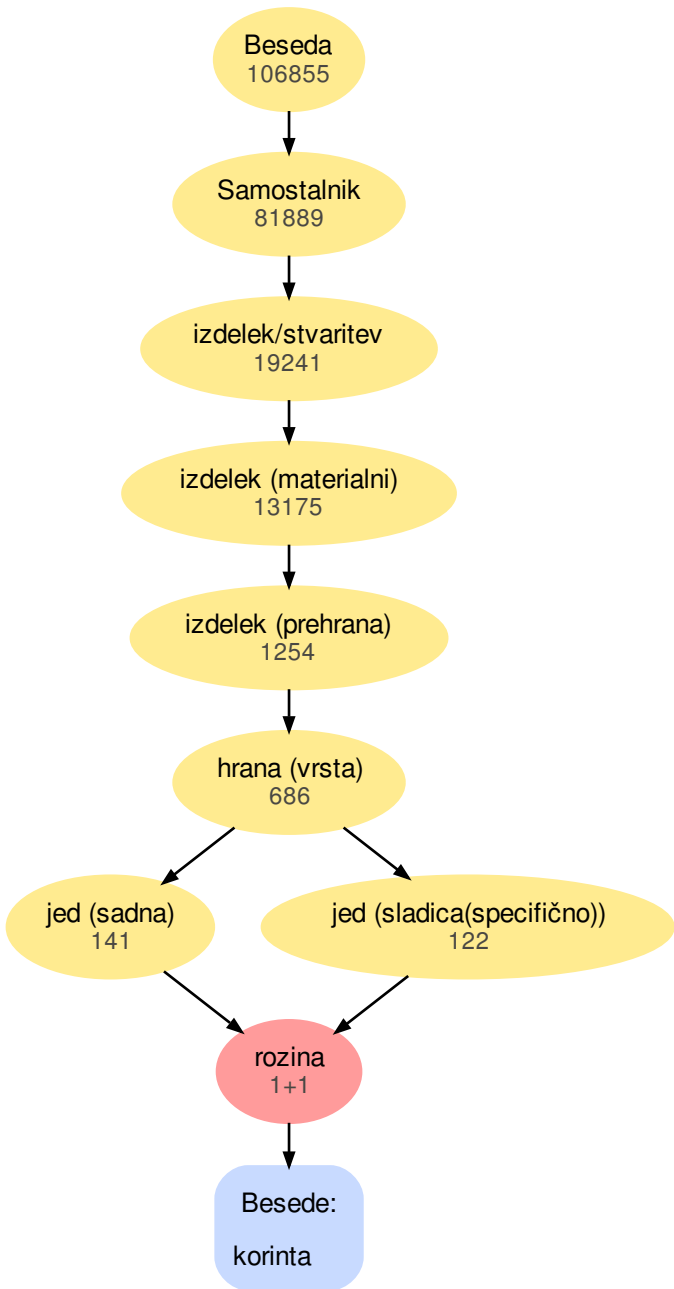 Beseda
106855
Samostalnik
81889
izdelek/stvaritev
19241
izdelek (materialni)
13175
izdelek (prehrana)
1254
hrana (vrsta)
686
jed (sadna)
141
jed (sladica(specifično))
122
rozina
1+1
Besede:
korinta